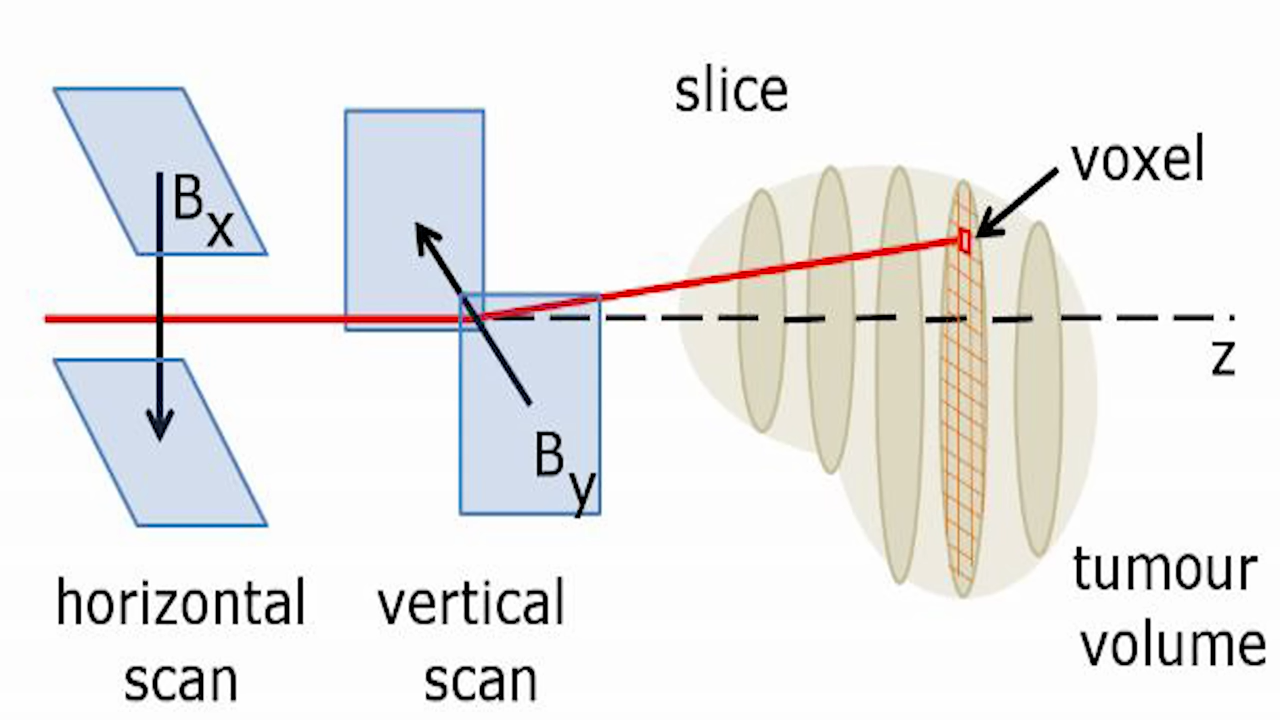 slice
voxel
Bx
z
By
horizontal
scan
vertical
scan
tumour
volume